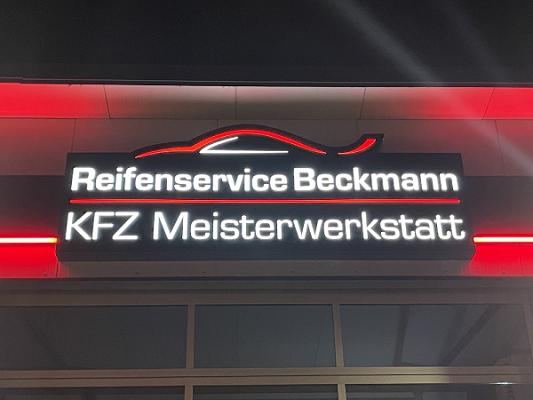 Reifenservice Beckmann
KFZ Meisterwerkstatt